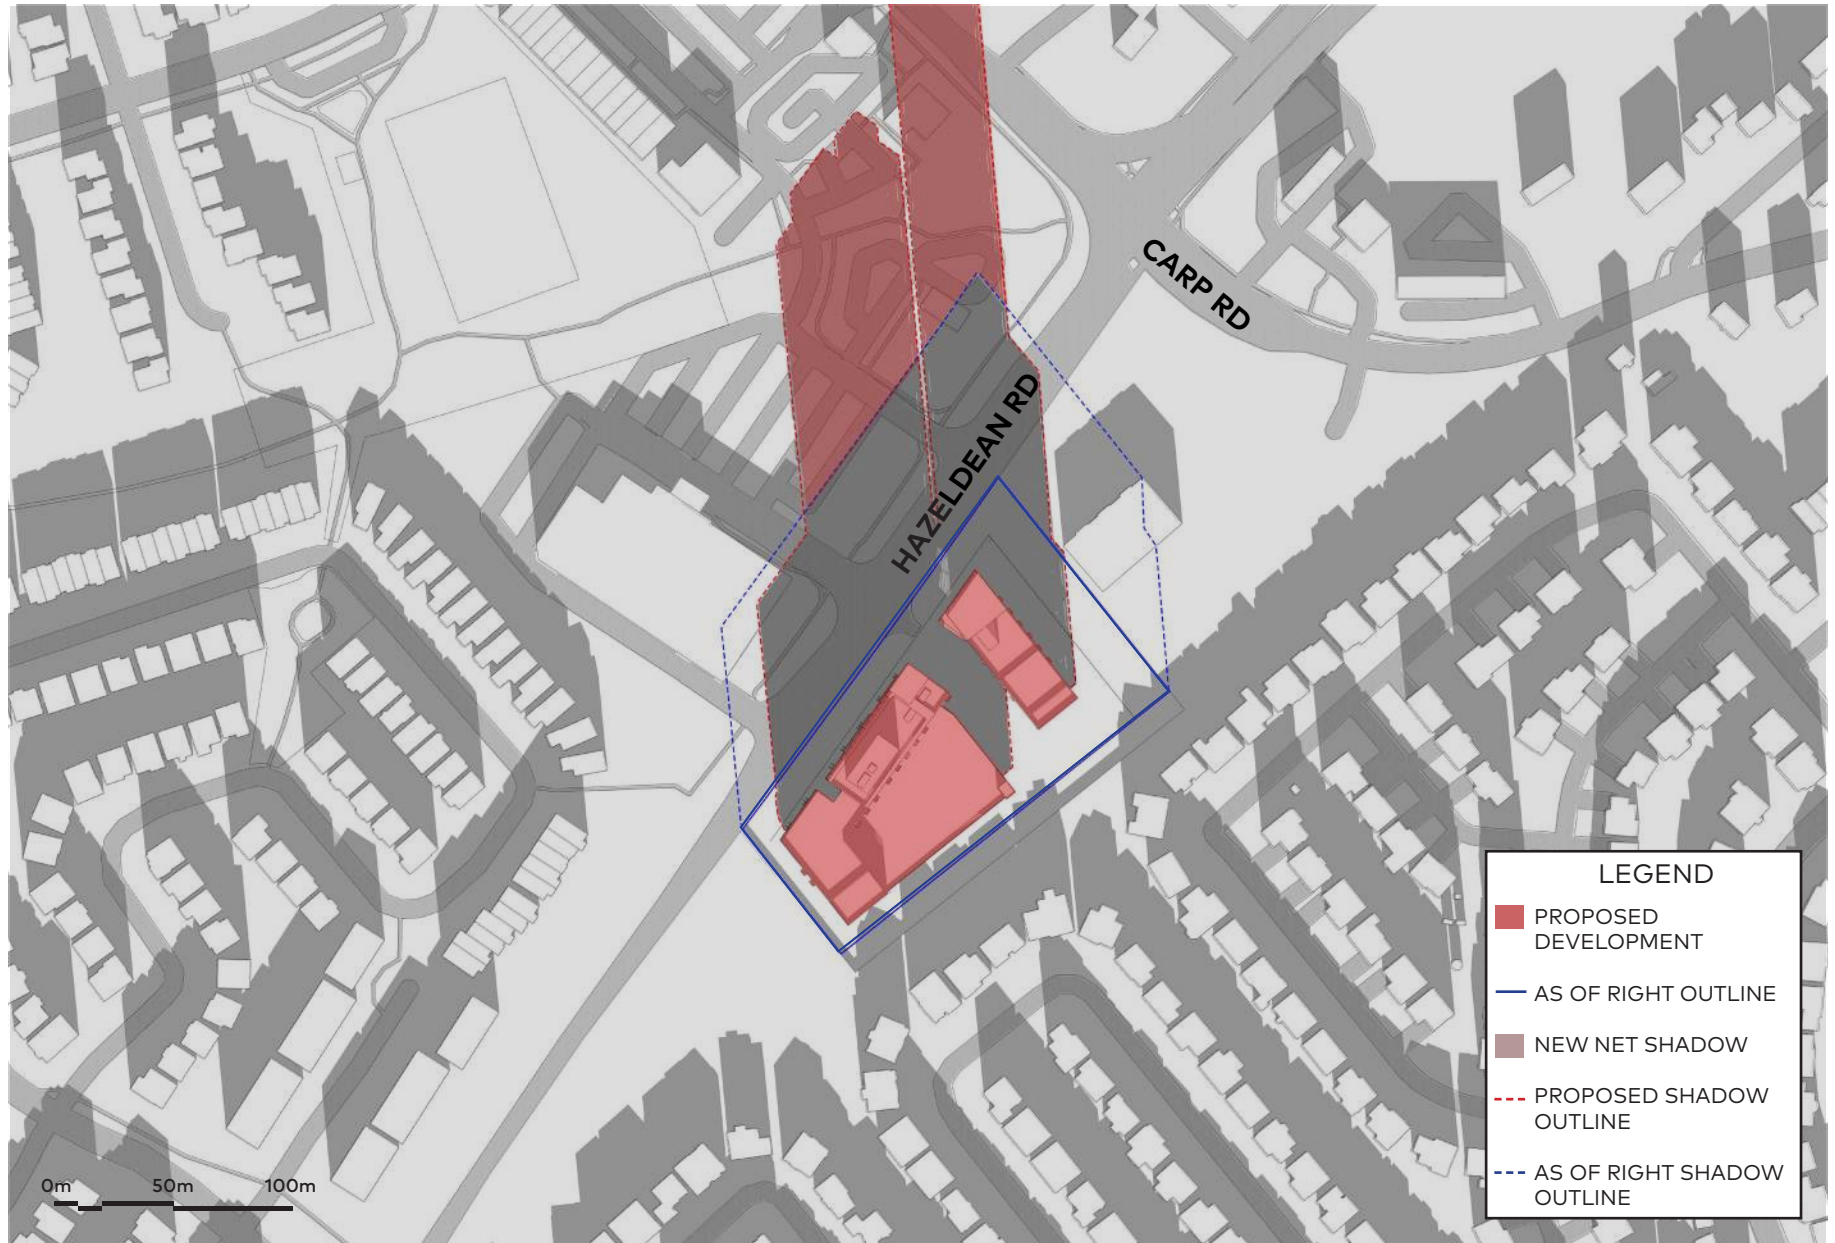 CARP RD
HAZELDEAN RD
LEGEND
PROPOSED
DEVELOPMENT
AS OF RIGHT OUTLINE
NEW NET SHADOW
PROPOSED SHADOW
OUTLINE
AS OF RIGHT SHADOW
OUTLINE
0m 50m 100m